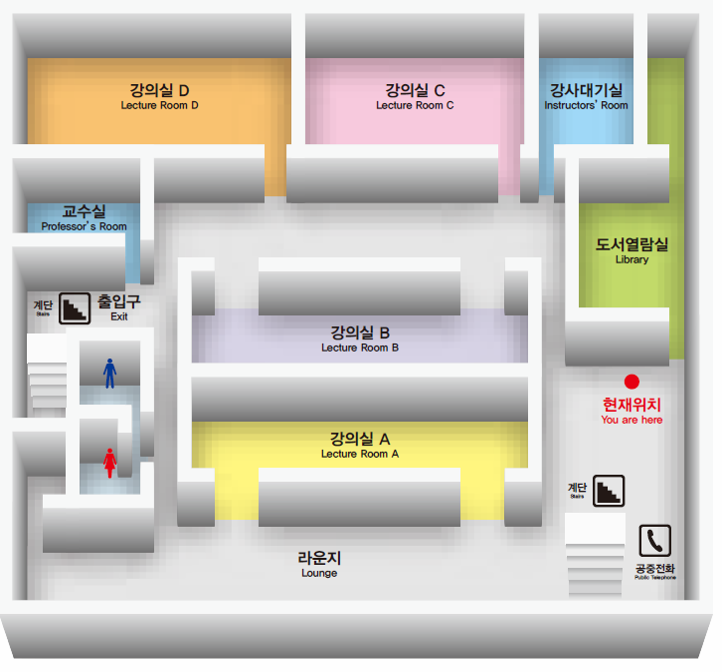 강의실 D
Lecture Room D
강의실 C
Lecture Room C
강사대기실
Instructors' Room
교수실
Professor's Room
도서열람실
Library
계단
Stairs
출입구
Exit
강의실 B
Lecture Room B
현재위치
You are here
강의실 A
Lecture Room A
계단
Stairs
라운지
Lounge
공중전화
Public Telephone